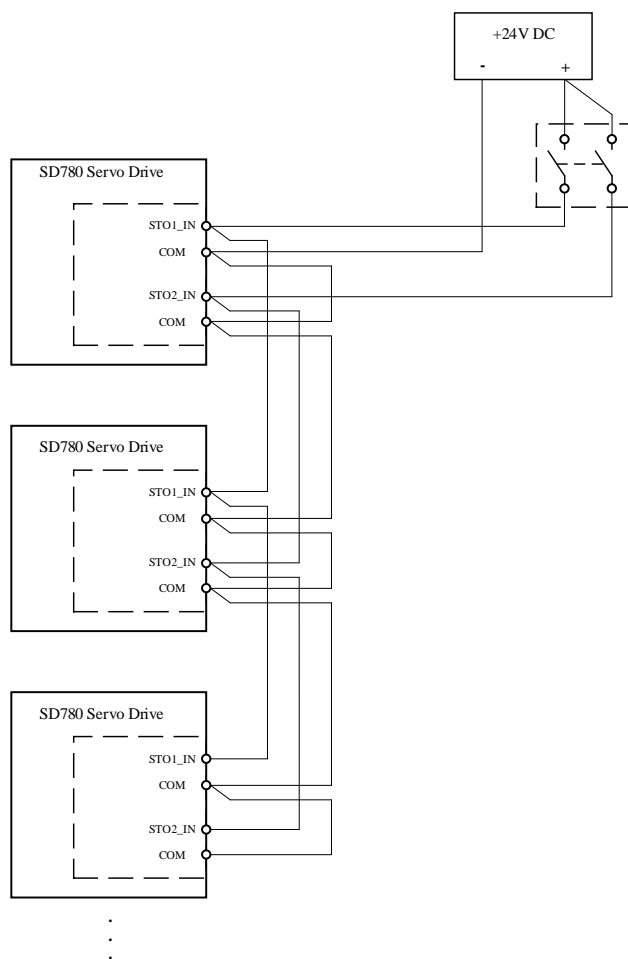 +24V DC
- +
SD780 Servo Drive
STO1_IN
COM
STO2_IN
COM
SD780 Servo Drive
STO1_IN
COM
STO2_IN
COM
SD780 Servo Drive
STO1_IN
COM
STO2_IN
COM
.
.
.